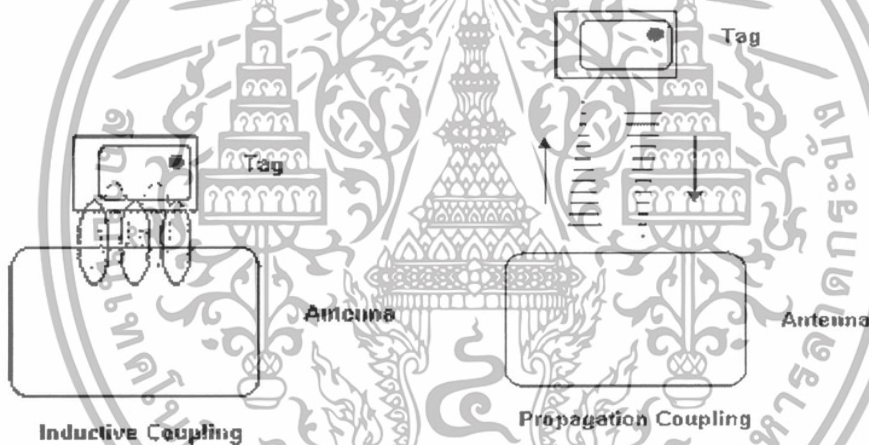 Tag
Antenna
Inductive Coupling
Tag
Antenna
Propagation Coupling